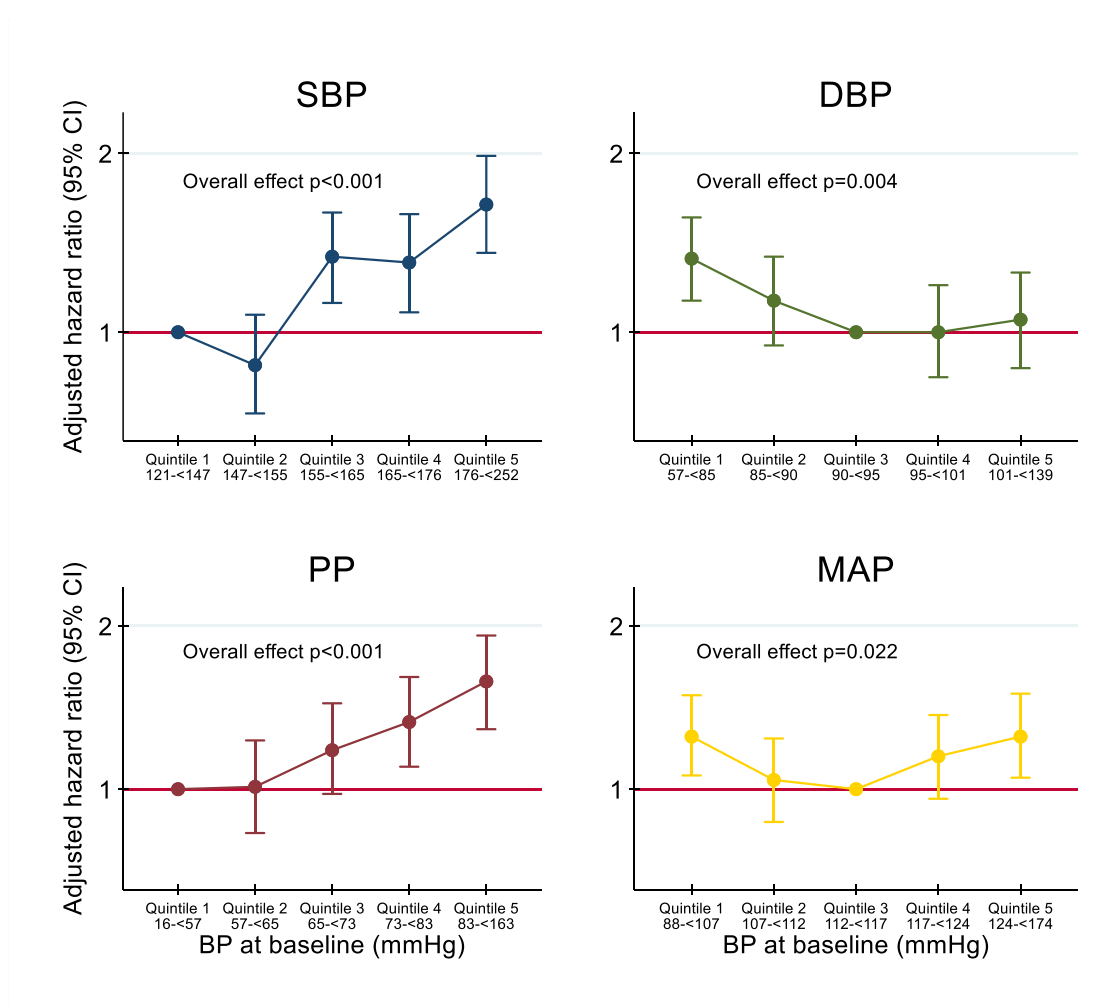 SBP
Adjusted hazard ratio (95% CI)
2
1
Overall effect p<0.001
Quintile 1 Quintile 2 Quintile 3 Quintile 4 Quintile 5
121-<147 147-<155 155-<165 165-<176 176-<252
DBP
2
1
Overall effect p=0.004
Quintile 1 Quintile 2 Quintile 3 Quintile 4 Quintile 5
57-<85 85-<90 90-<95 95-<101 101-<139
PP
Adjusted hazard ratio (95% CI)
2
1
Overall effect p<0.001
Quintile 1 Quintile 2 Quintile 3 Quintile 4 Quintile 5
16-<57 57-<65 65-<73 73-<83 83-<163
BP at baseline (mmHg)
MAP
2
1
Overall effect p=0.022
Quintile 1 Quintile 2 Quintile 3 Quintile 4 Quintile 5
88-<107 107-<112 112-<117 117-<124 124-<174
BP at baseline (mmHg)